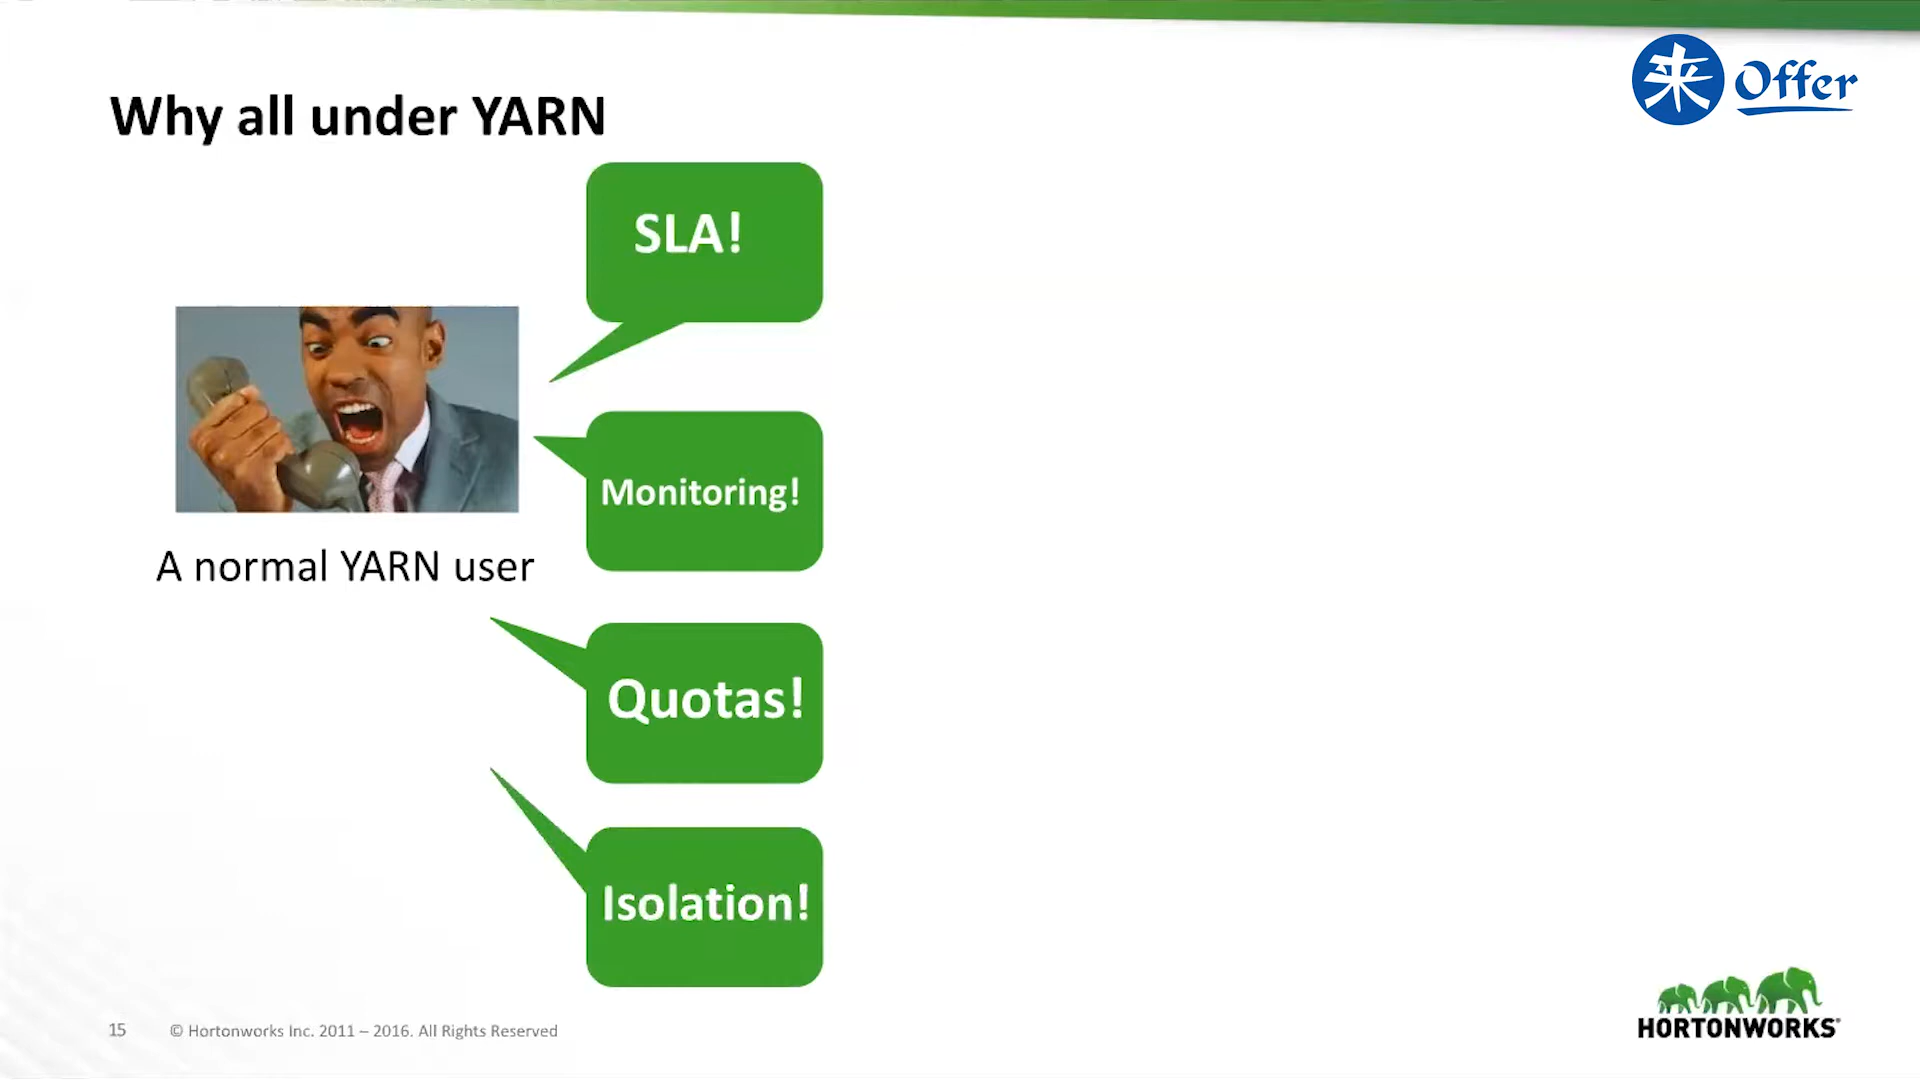 来 Offer
Why all under YARN
SLA!
Monitoring!
A normal YARN user
Quotas!
Isolation!
15 © Hortonworks Inc. 2011 – 2016. All Rights Reserved
HORTONWORKS®